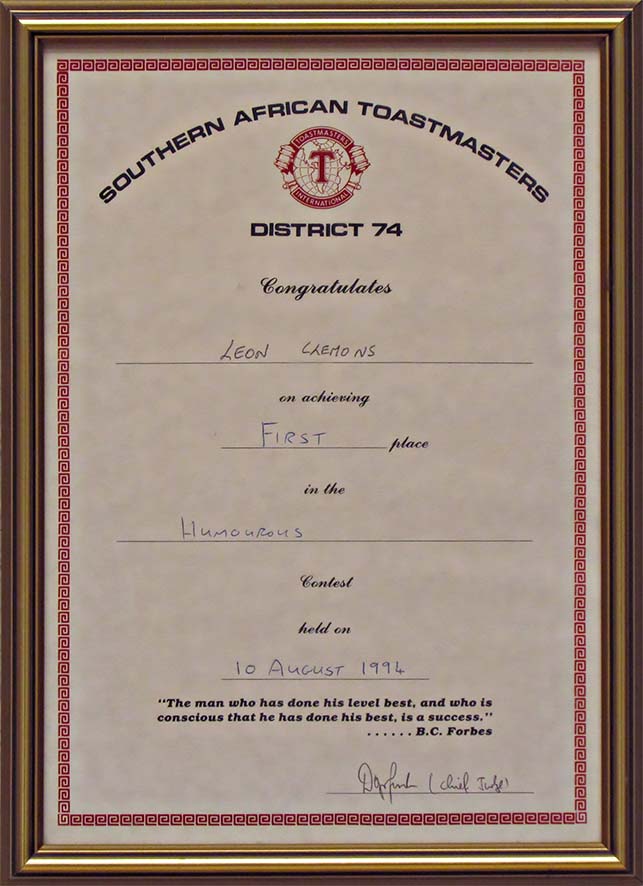 SOUTHERN AFRICAN TOASTMASTERS
TOASTMASTERS
T
INTERNATIONAL
DISTRICT 74
Congratulates
LEON CLEMONS
on achieving
FIRST place
in the
HUMOUROUS
Contest
held on
10 AUGUST 1994
"The man who has done his level best, and who is
conscious that he has done his best, is a success."
...... B.C. Forbes
(Chief Judge)